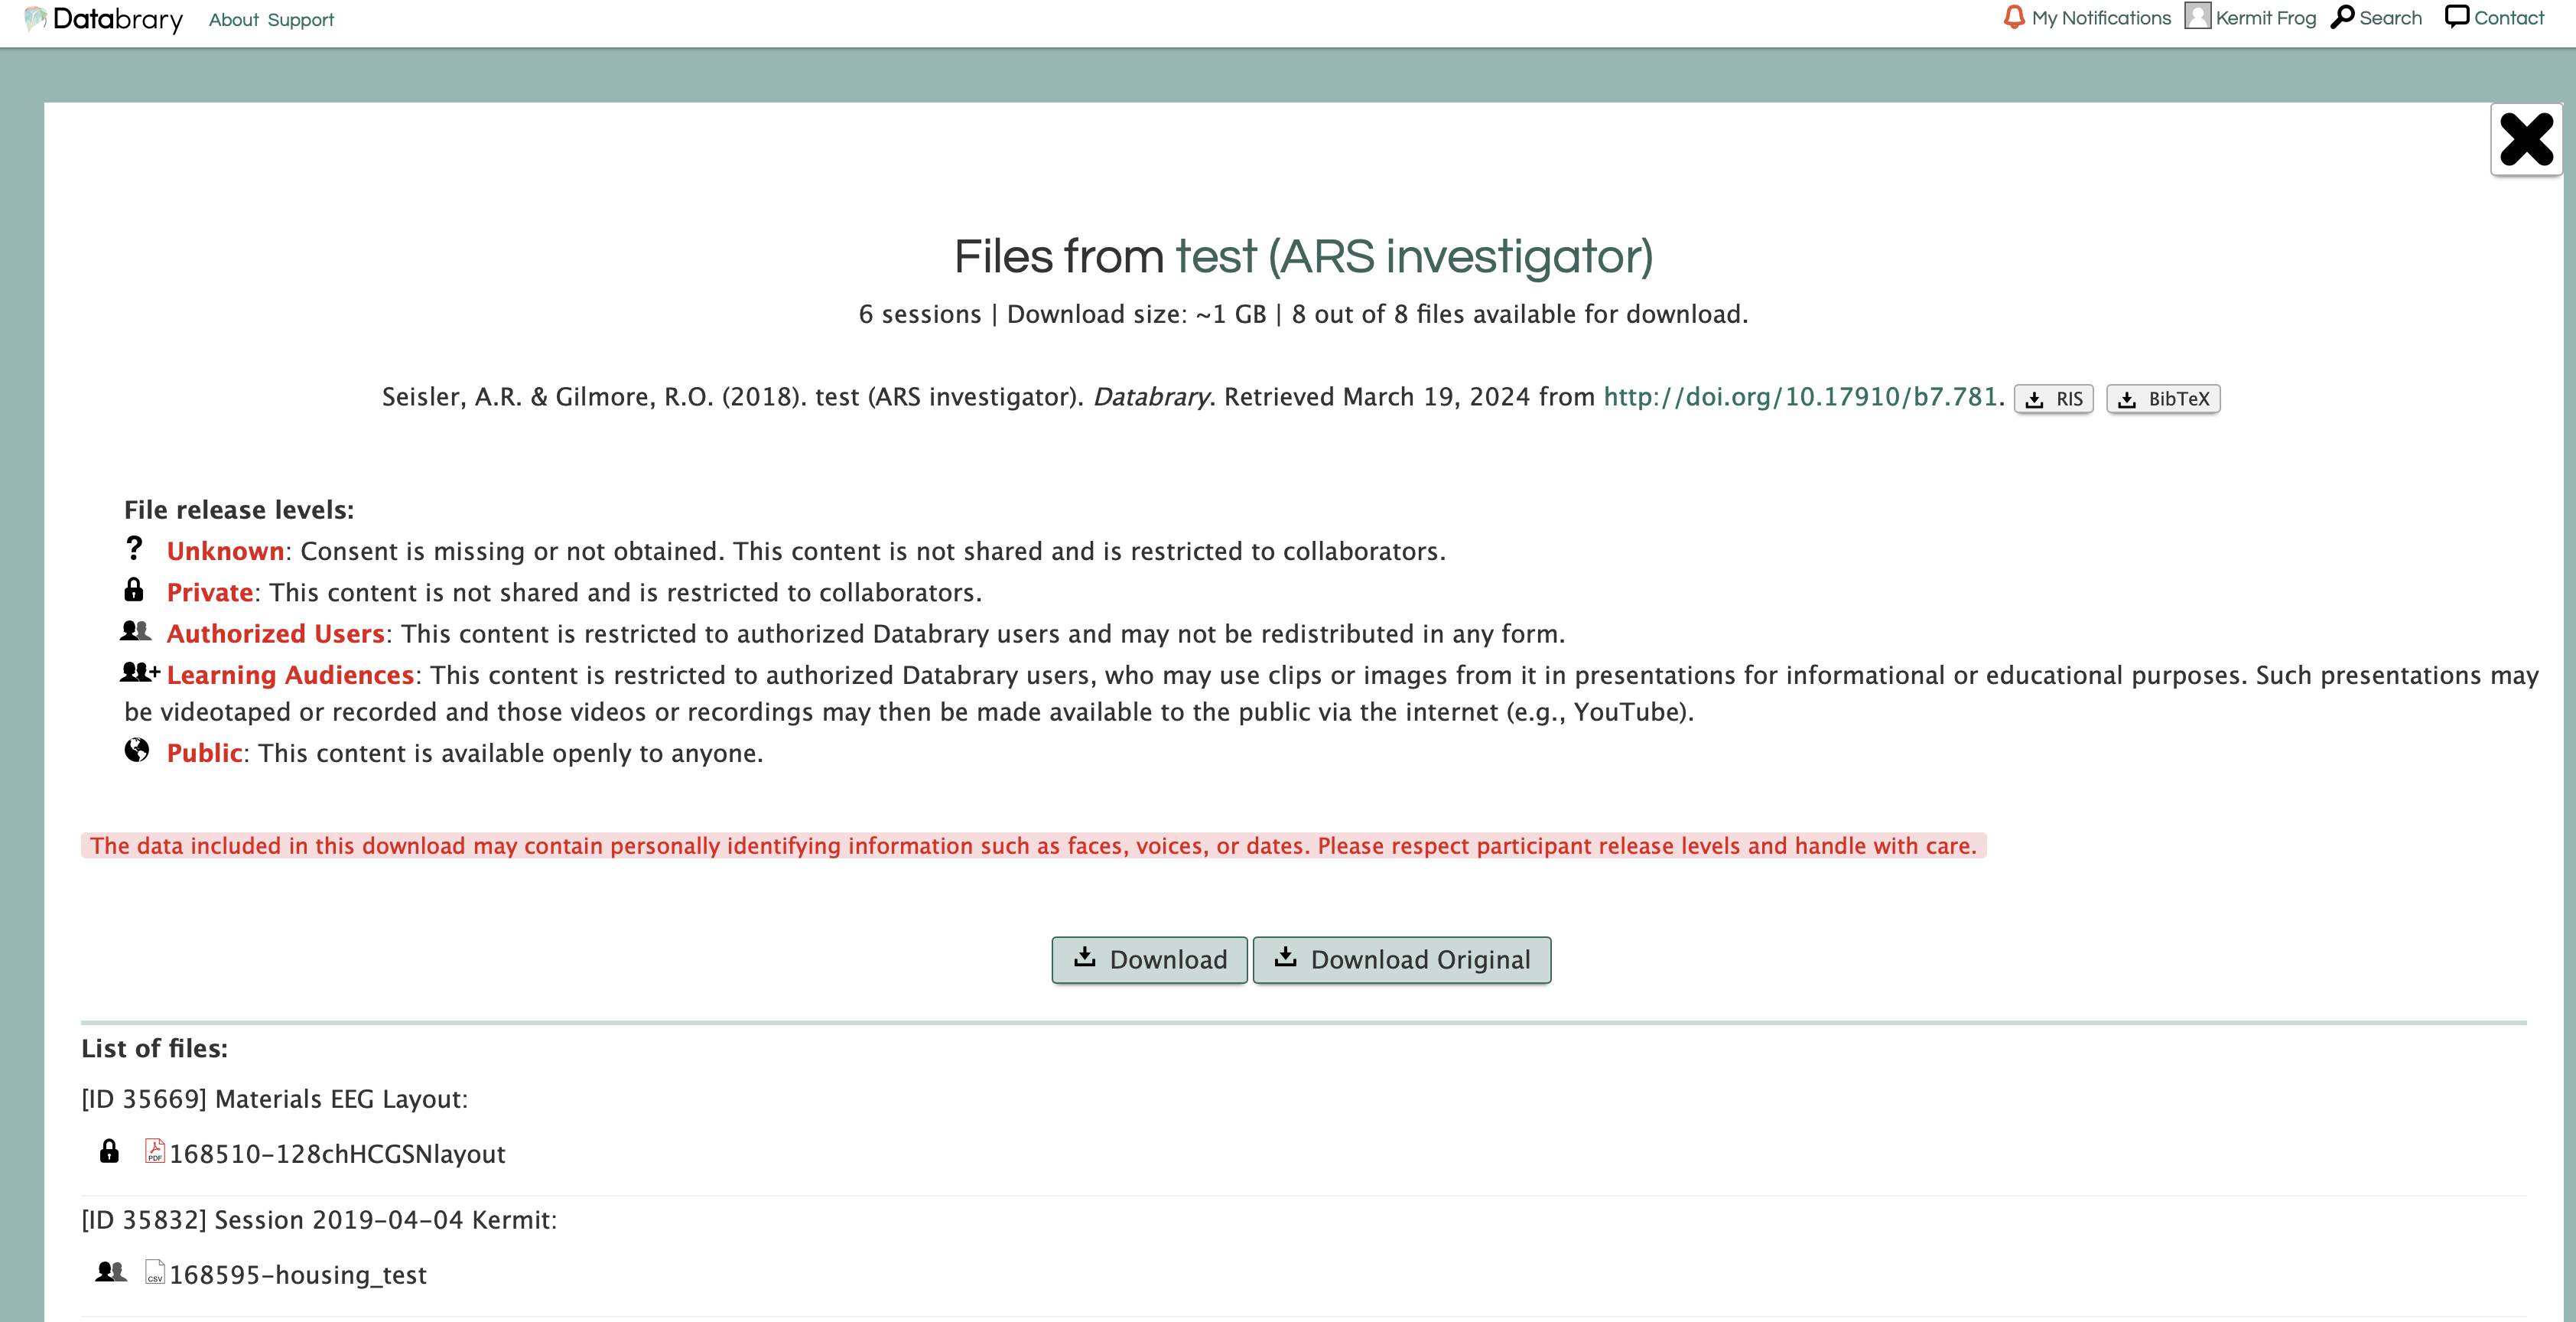 Databrary About Support My Notifications Kermit Frog Search Contact
Files from test (ARS investigator)
6 sessions | Download size: ~1 GB | 8 out of 8 files available for download.
Seisler, A.R. & Gilmore, R.O. (2018). test (ARS investigator). Databrary. Retrieved March 19, 2024 from http://doi.org/10.17910/b7.781. RIS BibTeX
File release levels:
? Unknown: Consent is missing or not obtained. This content is not shared and is restricted to collaborators.
Private: This content is not shared and is restricted to collaborators.
Authorized Users: This content is restricted to authorized Databrary users and may not be redistributed in any form.
Learning Audiences: This content is restricted to authorized Databrary users, who may use clips or images from it in presentations for informational or educational purposes. Such presentations may
be videotaped or recorded and those videos or recordings may then be made available to the public via the internet (e.g., YouTube).
Public: This content is available openly to anyone.
The data included in this download may contain personally identifying information such as faces, voices, or dates. Please respect participant release levels and handle with care.
Download Download Original
List of files:
[ID 35669] Materials EEG Layout:
PDF 168510-128chHCGSNlayout
[ID 35832] Session 2019-04-04 Kermit:
CSV 168595-housing_test